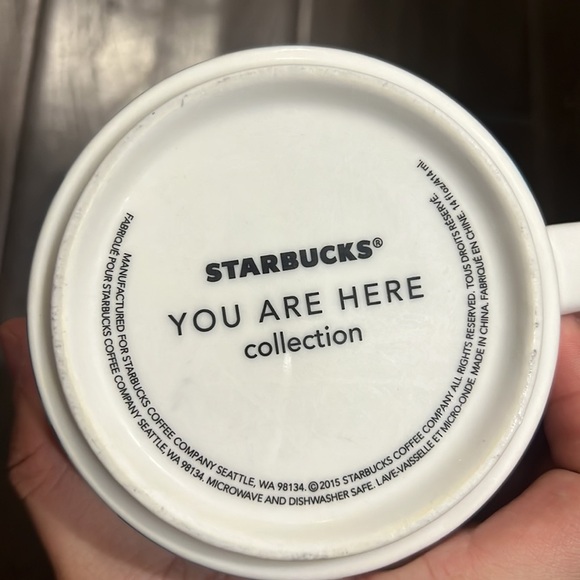 STARBUCKS®
YOU ARE HERE
collection
MANUFACTURED FOR STARBUCKS COFFEE COMPANY SEATTLE, WA 98134. ©2015 STARBUCKS COFFEE COMPANY ALL RIGHTS RESERVED. TOUS DROITS RÉSERVÉ. 14 fl oz/414 mL
FABRIQUÉ POUR STARBUCKS COFFEE COMPANY SEATTLE, WA 98134. MICROWAVE AND DISHWASHER SAFE. LAVE-VAISSELLE ET MICRO-ONDE. MADE IN CHINA. FABRIQUÉ EN CHINE.